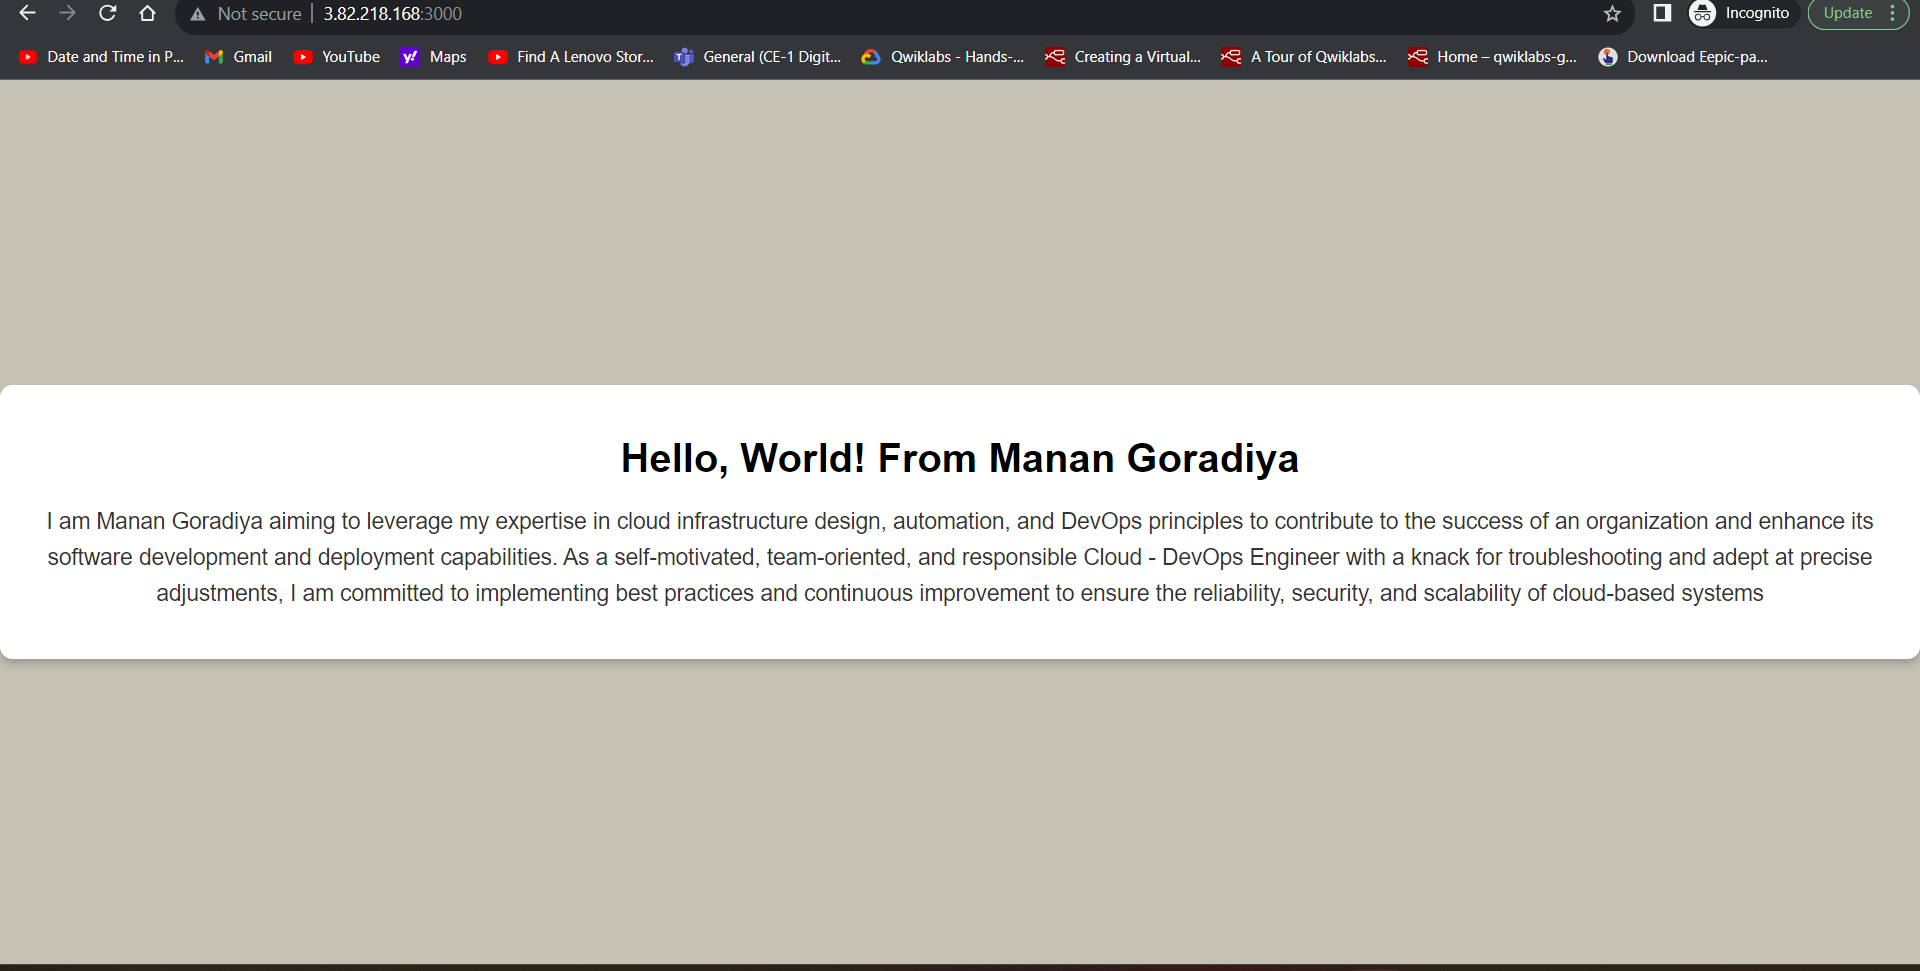 Not secure 3.82.218.168:3000 Incognito Update
Date and Time in P... Gmail YouTube y! Maps Find A Lenovo Stor... General (CE-1 Digit... Qwiklabs - Hands-... Creating a Virtual... A Tour of Qwiklabs... Home – qwiklabs-g... Download Eepic-pa...
Hello, World! From Manan Goradiya
I am Manan Goradiya aiming to leverage my expertise in cloud infrastructure design, automation, and DevOps principles to contribute to the success of an organization and enhance its
software development and deployment capabilities. As a self-motivated, team-oriented, and responsible Cloud - DevOps Engineer with a knack for troubleshooting and adept at precise
adjustments, I am committed to implementing best practices and continuous improvement to ensure the reliability, security, and scalability of cloud-based systems